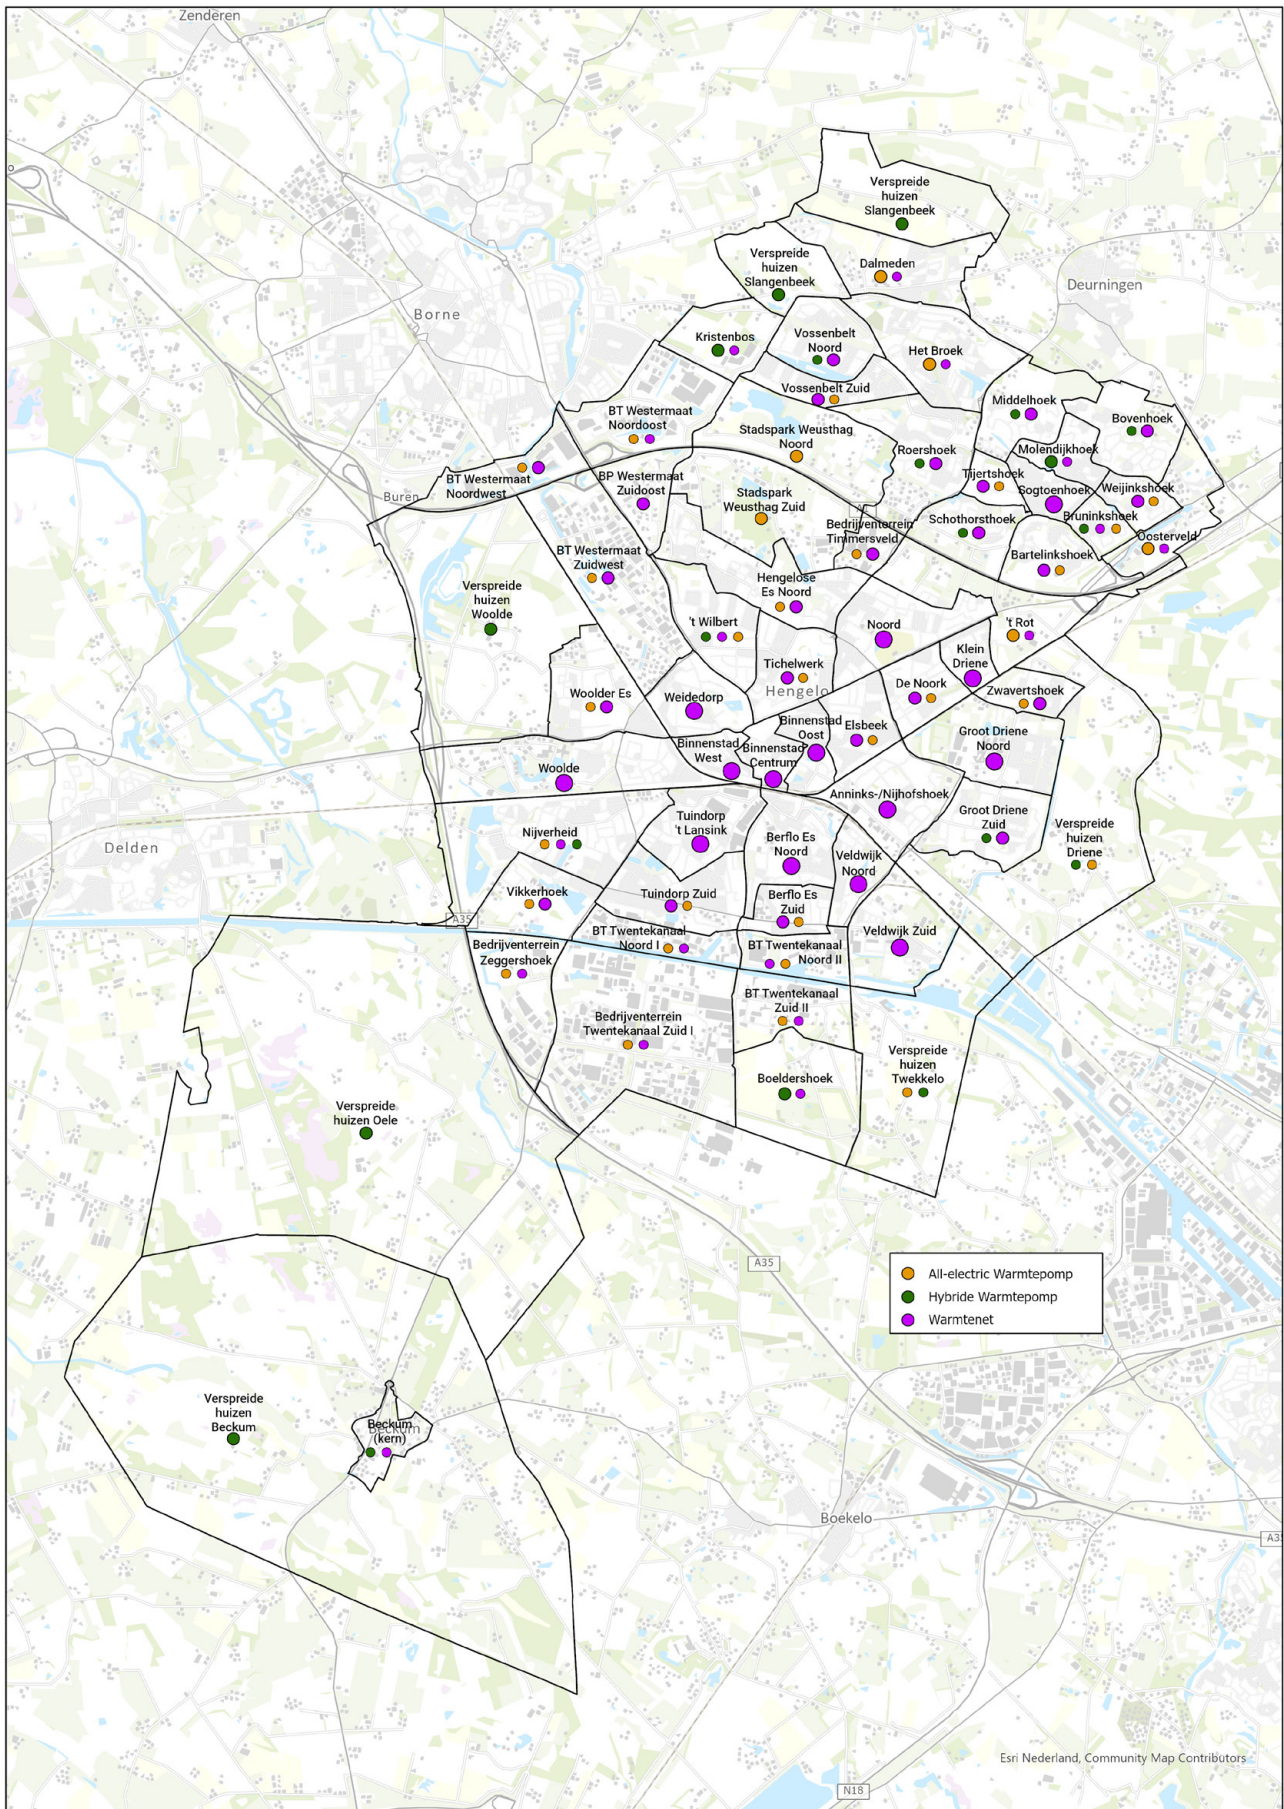 Zenderen
Verspreide
huizen
Slangenbeek
Verspreide
huizen
Slangenbeek
Dalmeden
Deurningen
Borne
Kristenbos
Vossenbelt
Noord
Het Broek
Vossenbelt Zuid
Middelhoek
Bovenhoek
BT Westermaat
Noordoost
Stadspark Weusthag
Noord
Roershoek
Molendijkhoek
Tijertshoek
BT Westermaat
Noordwest
Buren
BP Westermaat
Zuidoost
Stadspark
Weusthag Zuid
Sogtoenhoek
Weijinkshoek
Bruninkshoek
Schothorsthoek
Bedrijventerrein
Timmersveld
Oosterveld
Bartelinkshoek
BT Westermaat
Zuidwest
Verspreide
huizen
Woolde
Hengelose
Es Noord
't Wilbert
Noord
't Rot
Klein
Driene
Tichelwerk
Hengelo
De Noork
Zwavertshoek
Woolder Es
Weidedorp
Binnenstad
Oost
Elsbeek
Groot Driene
Noord
Binnenstad
West
Binnenstad
Centrum
Woolde
Anninks-/Nijhofshoek
Groot Driene
Zuid
Verspreide
huizen
Driene
Tuindorp
't Lansink
Nijverheid
Berflo Es
Noord
Veldwijk
Noord
Delden
Vikkerhoek
Tuindorp Zuid
Berflo Es
Zuid
A35
BT Twentekanaal
Noord I
BT Twentekanaal
Noord II
Veldwijk Zuid
Bedrijventerrein
Zeggershoek
BT Twentekanaal
Zuid II
Bedrijventerrein
Twentekanaal Zuid I
Verspreide
huizen
Twekkelo
Boeldershoek
Verspreide
huizen Oele
A35
All-electric Warmtepomp
Hybride Warmtepomp
Warmtenet
Verspreide
huizen
Beckum
Beckum
(kern)
Beckum
Boekelo
Esri Nederland, Community Map Contributors
N18